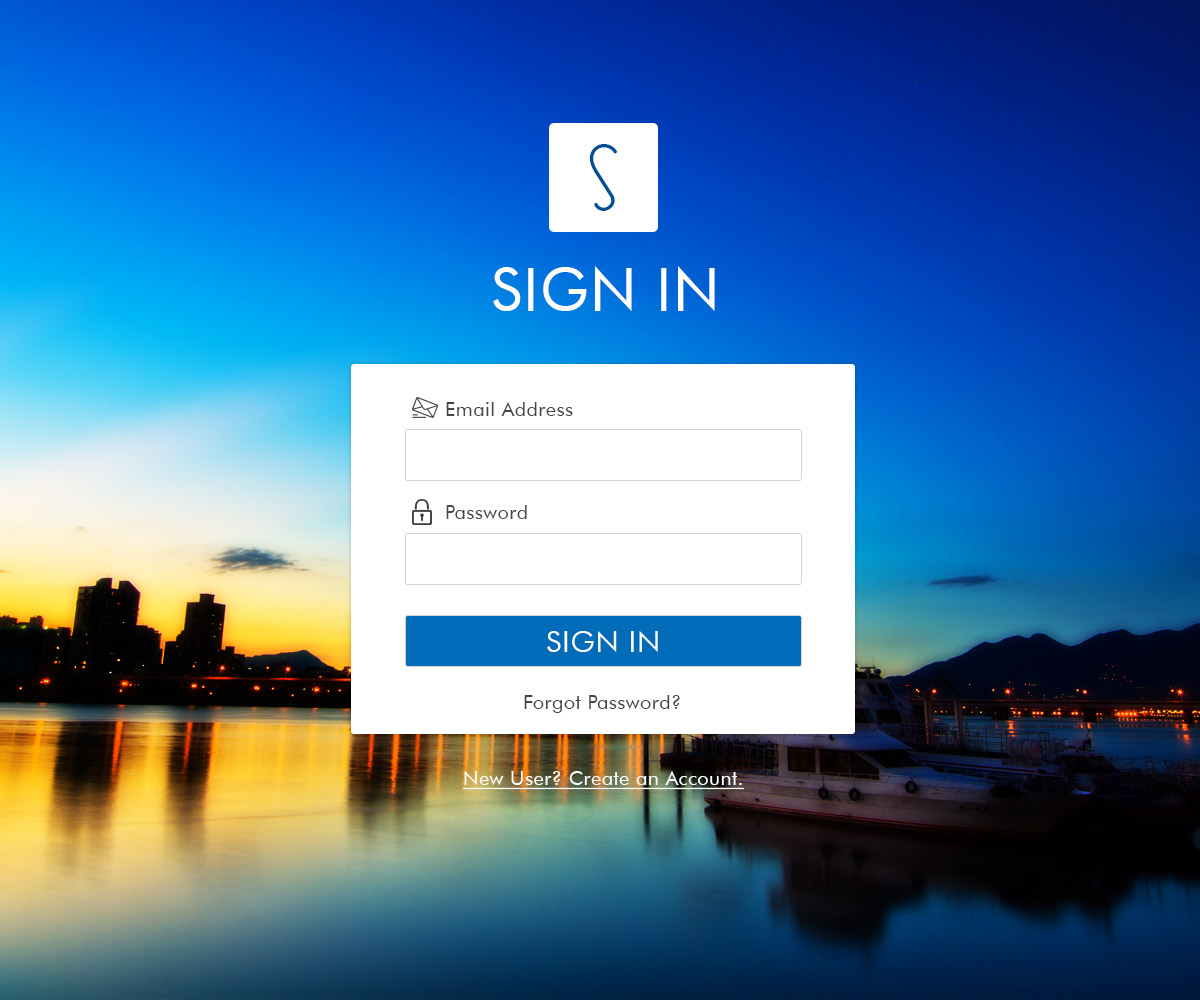 S
SIGN IN
Email Address
Password
SIGN IN
Forgot Password?
New User? Create an Account.